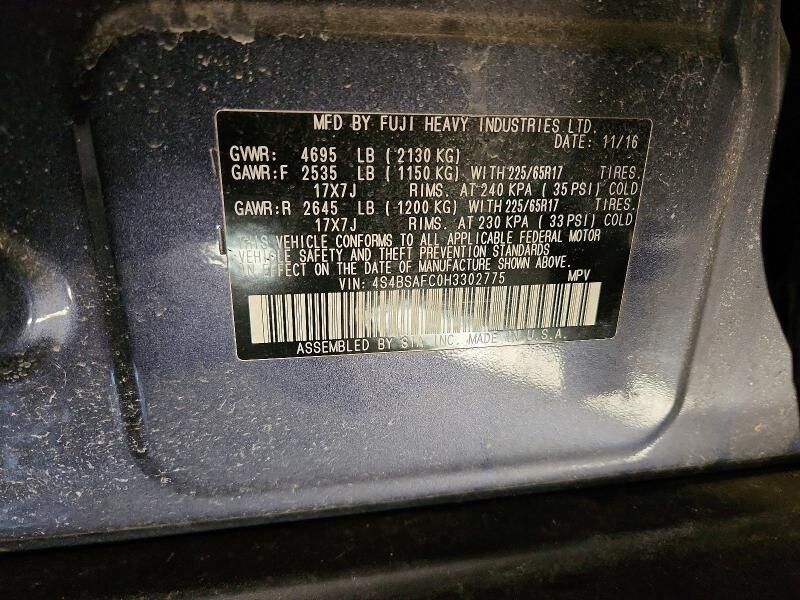 MFD BY FUJI HEAVY INDUSTRIES LTD.
DATE: 11/16
GVWR: 4695 LB ( 2130 KG)
GAWR:F 2535 LB ( 1150 KG) WITH 225/65R17 TIRES.
17X7J RIMS. AT 240 KPA ( 35 PSI) COLD
GAWR:R 2645 LB ( 1200 KG) WITH 225/65R17 TIRES.
17X7J RIMS. AT 230 KPA ( 33 PSI) COLD
THIS VEHICLE CONFORMS TO ALL APPLICABLE FEDERAL MOTOR
VEHICLE SAFETY AND THEFT PREVENTION STANDARDS
IN EFFECT ON THE DATE OF MANUFACTURE SHOWN ABOVE.
VIN: 4S4BSAFC0H3302775 MPV
ASSEMBLED BY SIA, INC. MADE IN U.S.A.